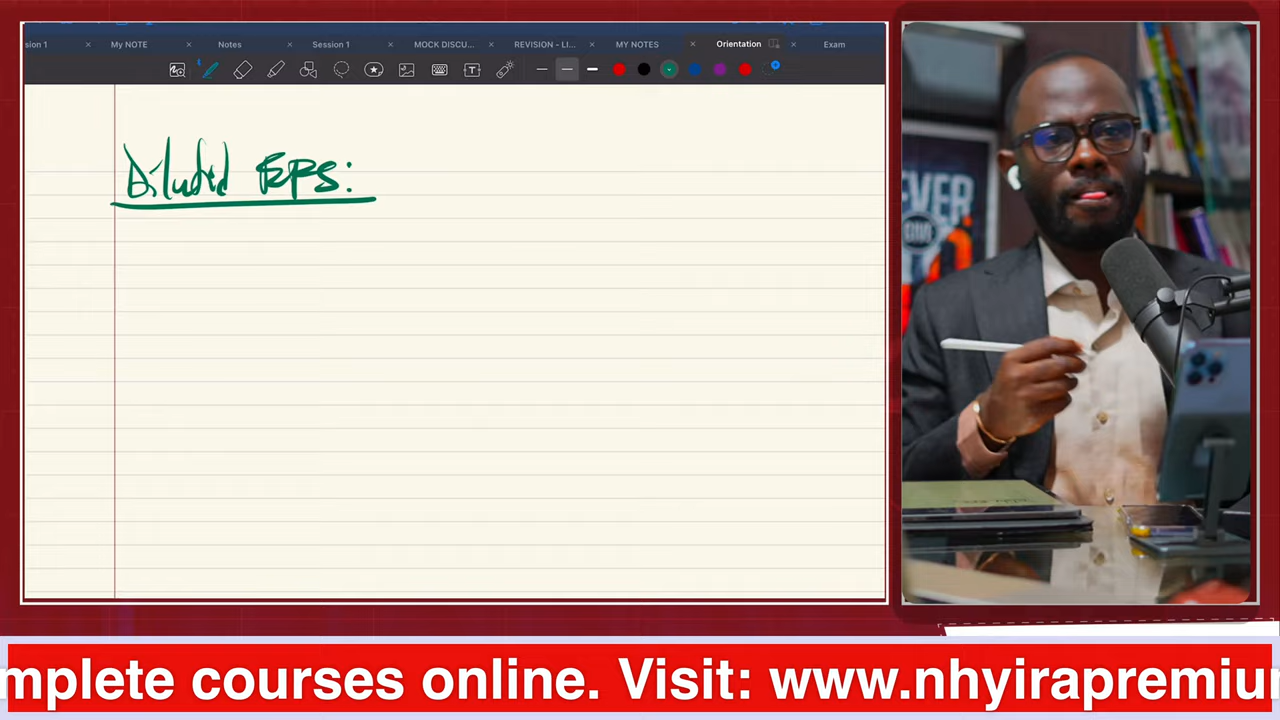 sion 1 My NOTE Notes Session 1 MOCK DISCU... REVISION - LI... MY NOTES Orientation Exam
Diluted EPS:
EVER
mplete courses online. Visit: www.nhyirapremiu